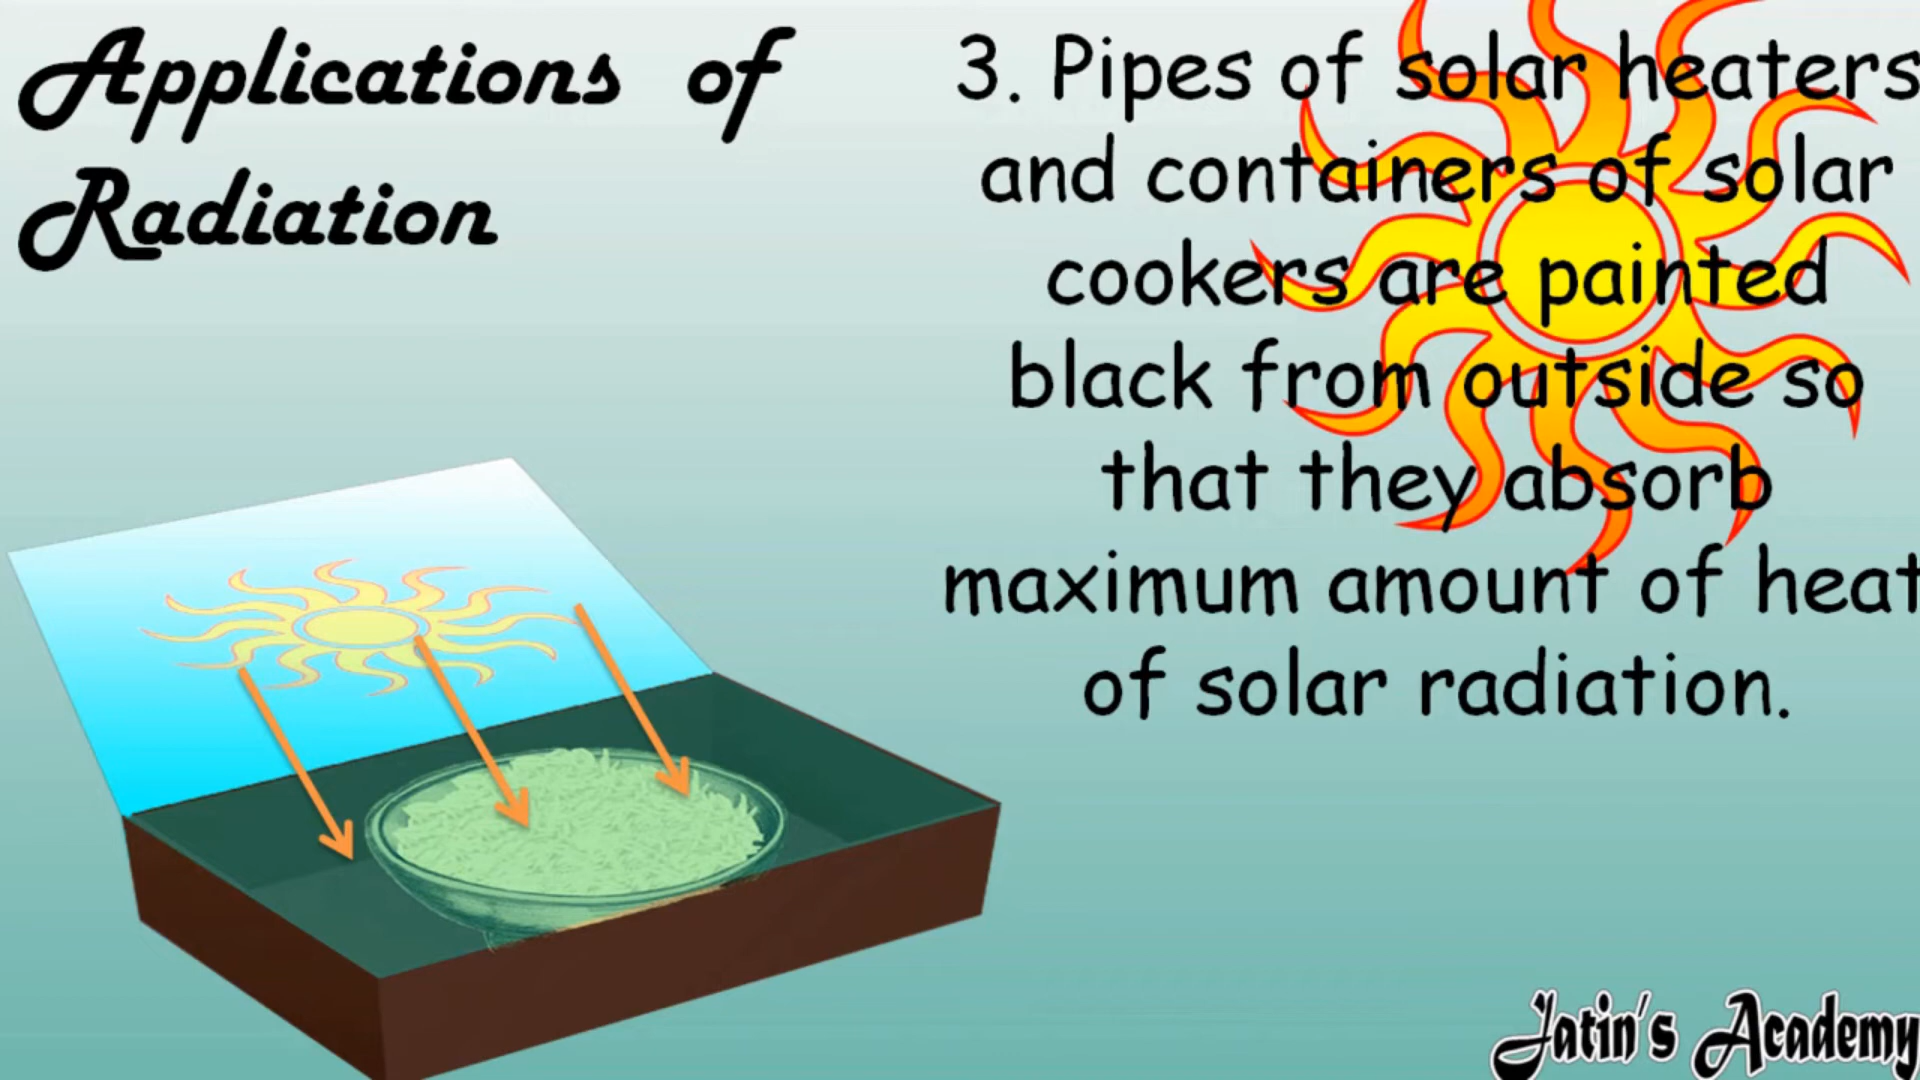 Applications of
Radiation
3. Pipes of solar heaters
and containers of solar
cookers are painted
black from outside so
that they absorb
maximum amount of heat
of solar radiation.
Jatin's Academy